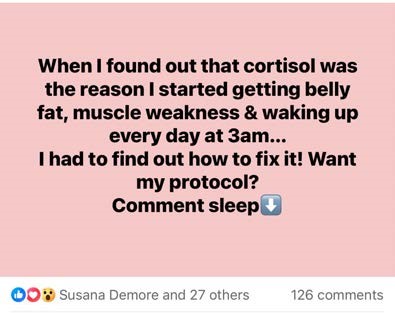 When I found out that cortisol was
the reason I started getting belly
fat, muscle weakness & waking up
every day at 3am...
I had to find out how to fix it! Want
my protocol?
Comment sleep⬇️
Susana Demore and 27 others 126 comments